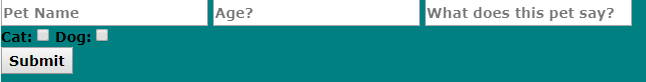 Pet Name Age? What does this pet say?
Cat: Dog:
Submit